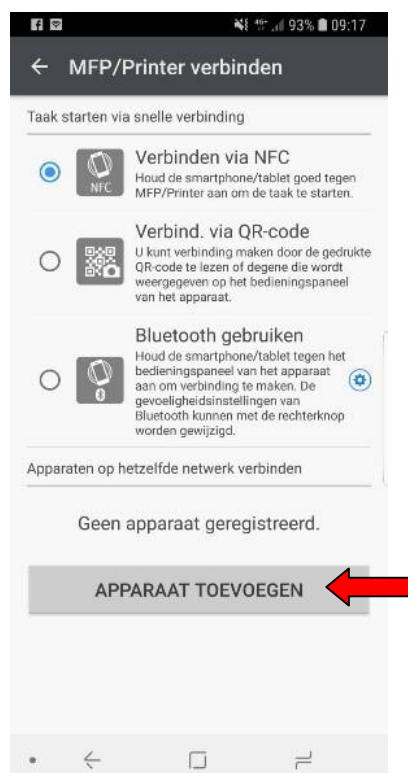 93% 09:17
MFP/Printer verbinden
Taak starten via snelle verbinding
Verbinden via NFC
Houd de smartphone/tablet goed tegen
MFP/Printer aan om de taak te starten.
NFC
Verbind. via QR-code
U kunt verbinding maken door de gedrukte
QR-code te lezen of degene die wordt
weergegeven op het bedieningspaneel
van het apparaat.
Bluetooth gebruiken
Houd de smartphone/tablet tegen het
bedieningspaneel van het apparaat
aan om verbinding te maken. De
gevoeligheidsinstellingen van
Bluetooth kunnen met de rechterknop
worden gewijzigd.
Apparaten op hetzelfde netwerk verbinden
Geen apparaat geregistreerd.
APPARAAT TOEVOEGEN